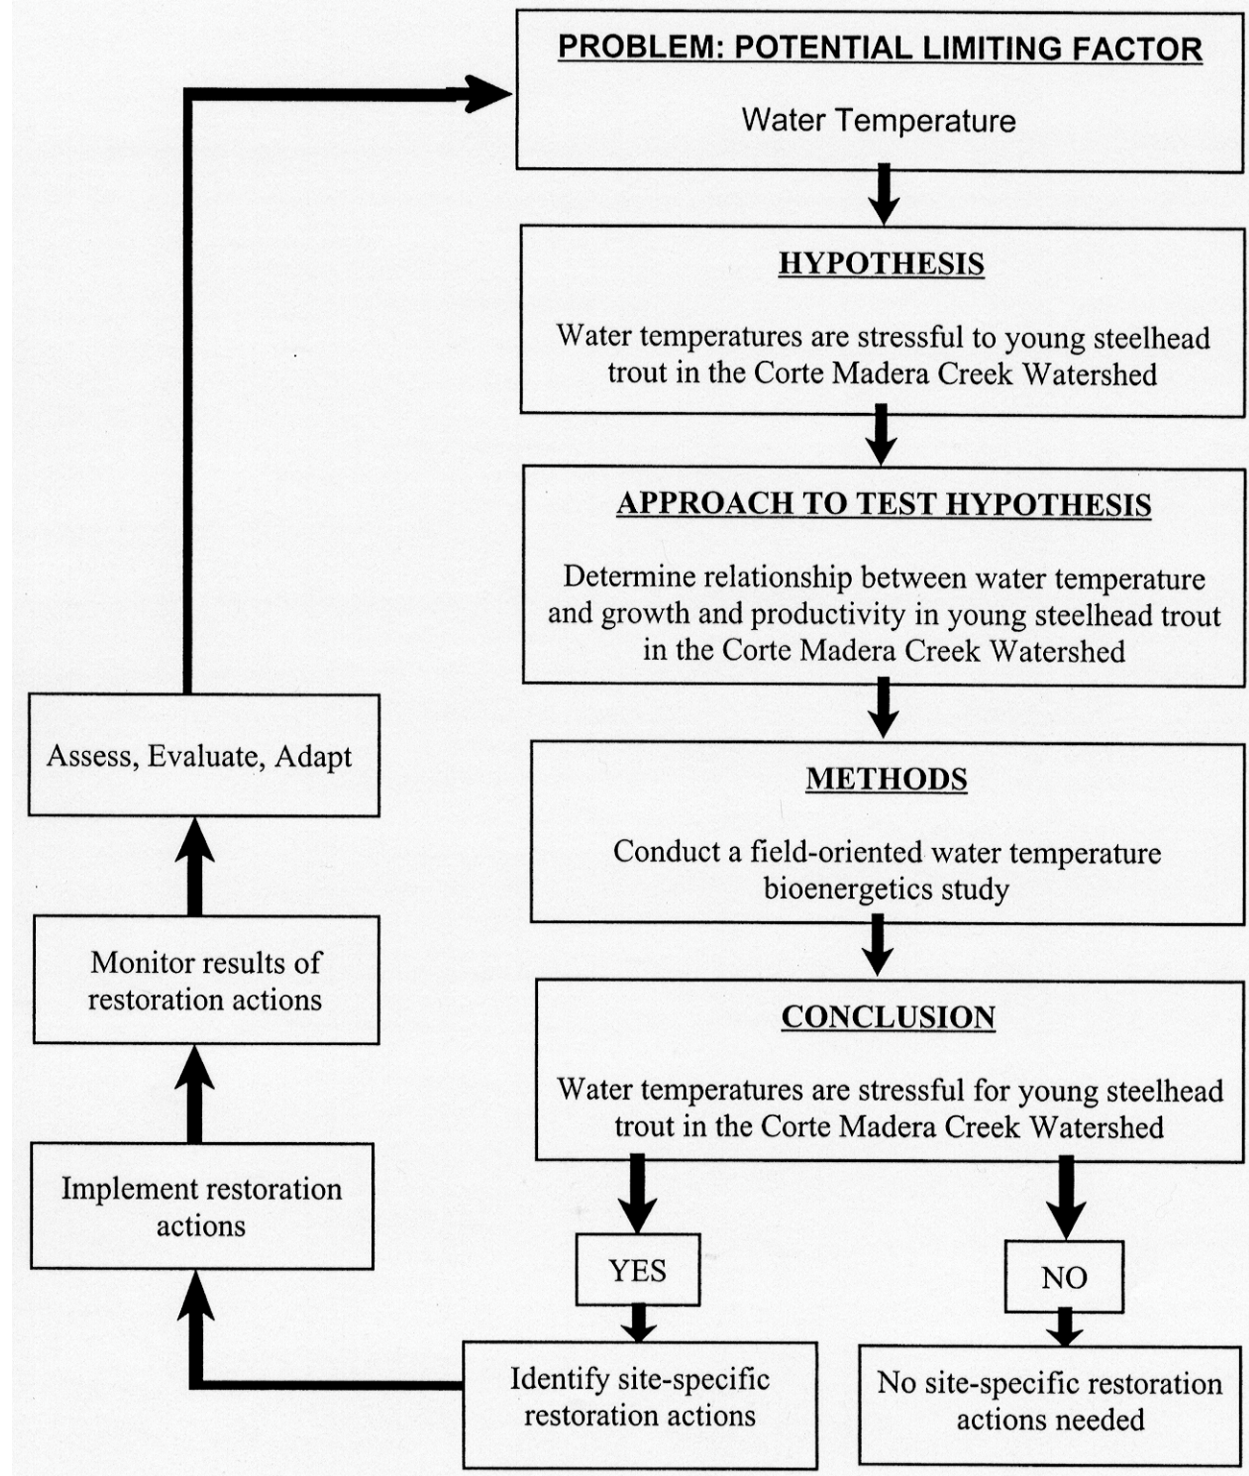 PROBLEM: POTENTIAL LIMITING FACTOR
Water Temperature
HYPOTHESIS
Water temperatures are stressful to young steelhead
trout in the Corte Madera Creek Watershed
APPROACH TO TEST HYPOTHESIS
Determine relationship between water temperature
and growth and productivity in young steelhead trout
in the Corte Madera Creek Watershed
METHODS
Conduct a field-oriented water temperature
bioenergetics study
CONCLUSION
Water temperatures are stressful for young steelhead
trout in the Corte Madera Creek Watershed
YES
NO
Identify site-specific
restoration actions
No site-specific restoration
actions needed
Implement restoration
actions
Monitor results of
restoration actions
Assess, Evaluate, Adapt